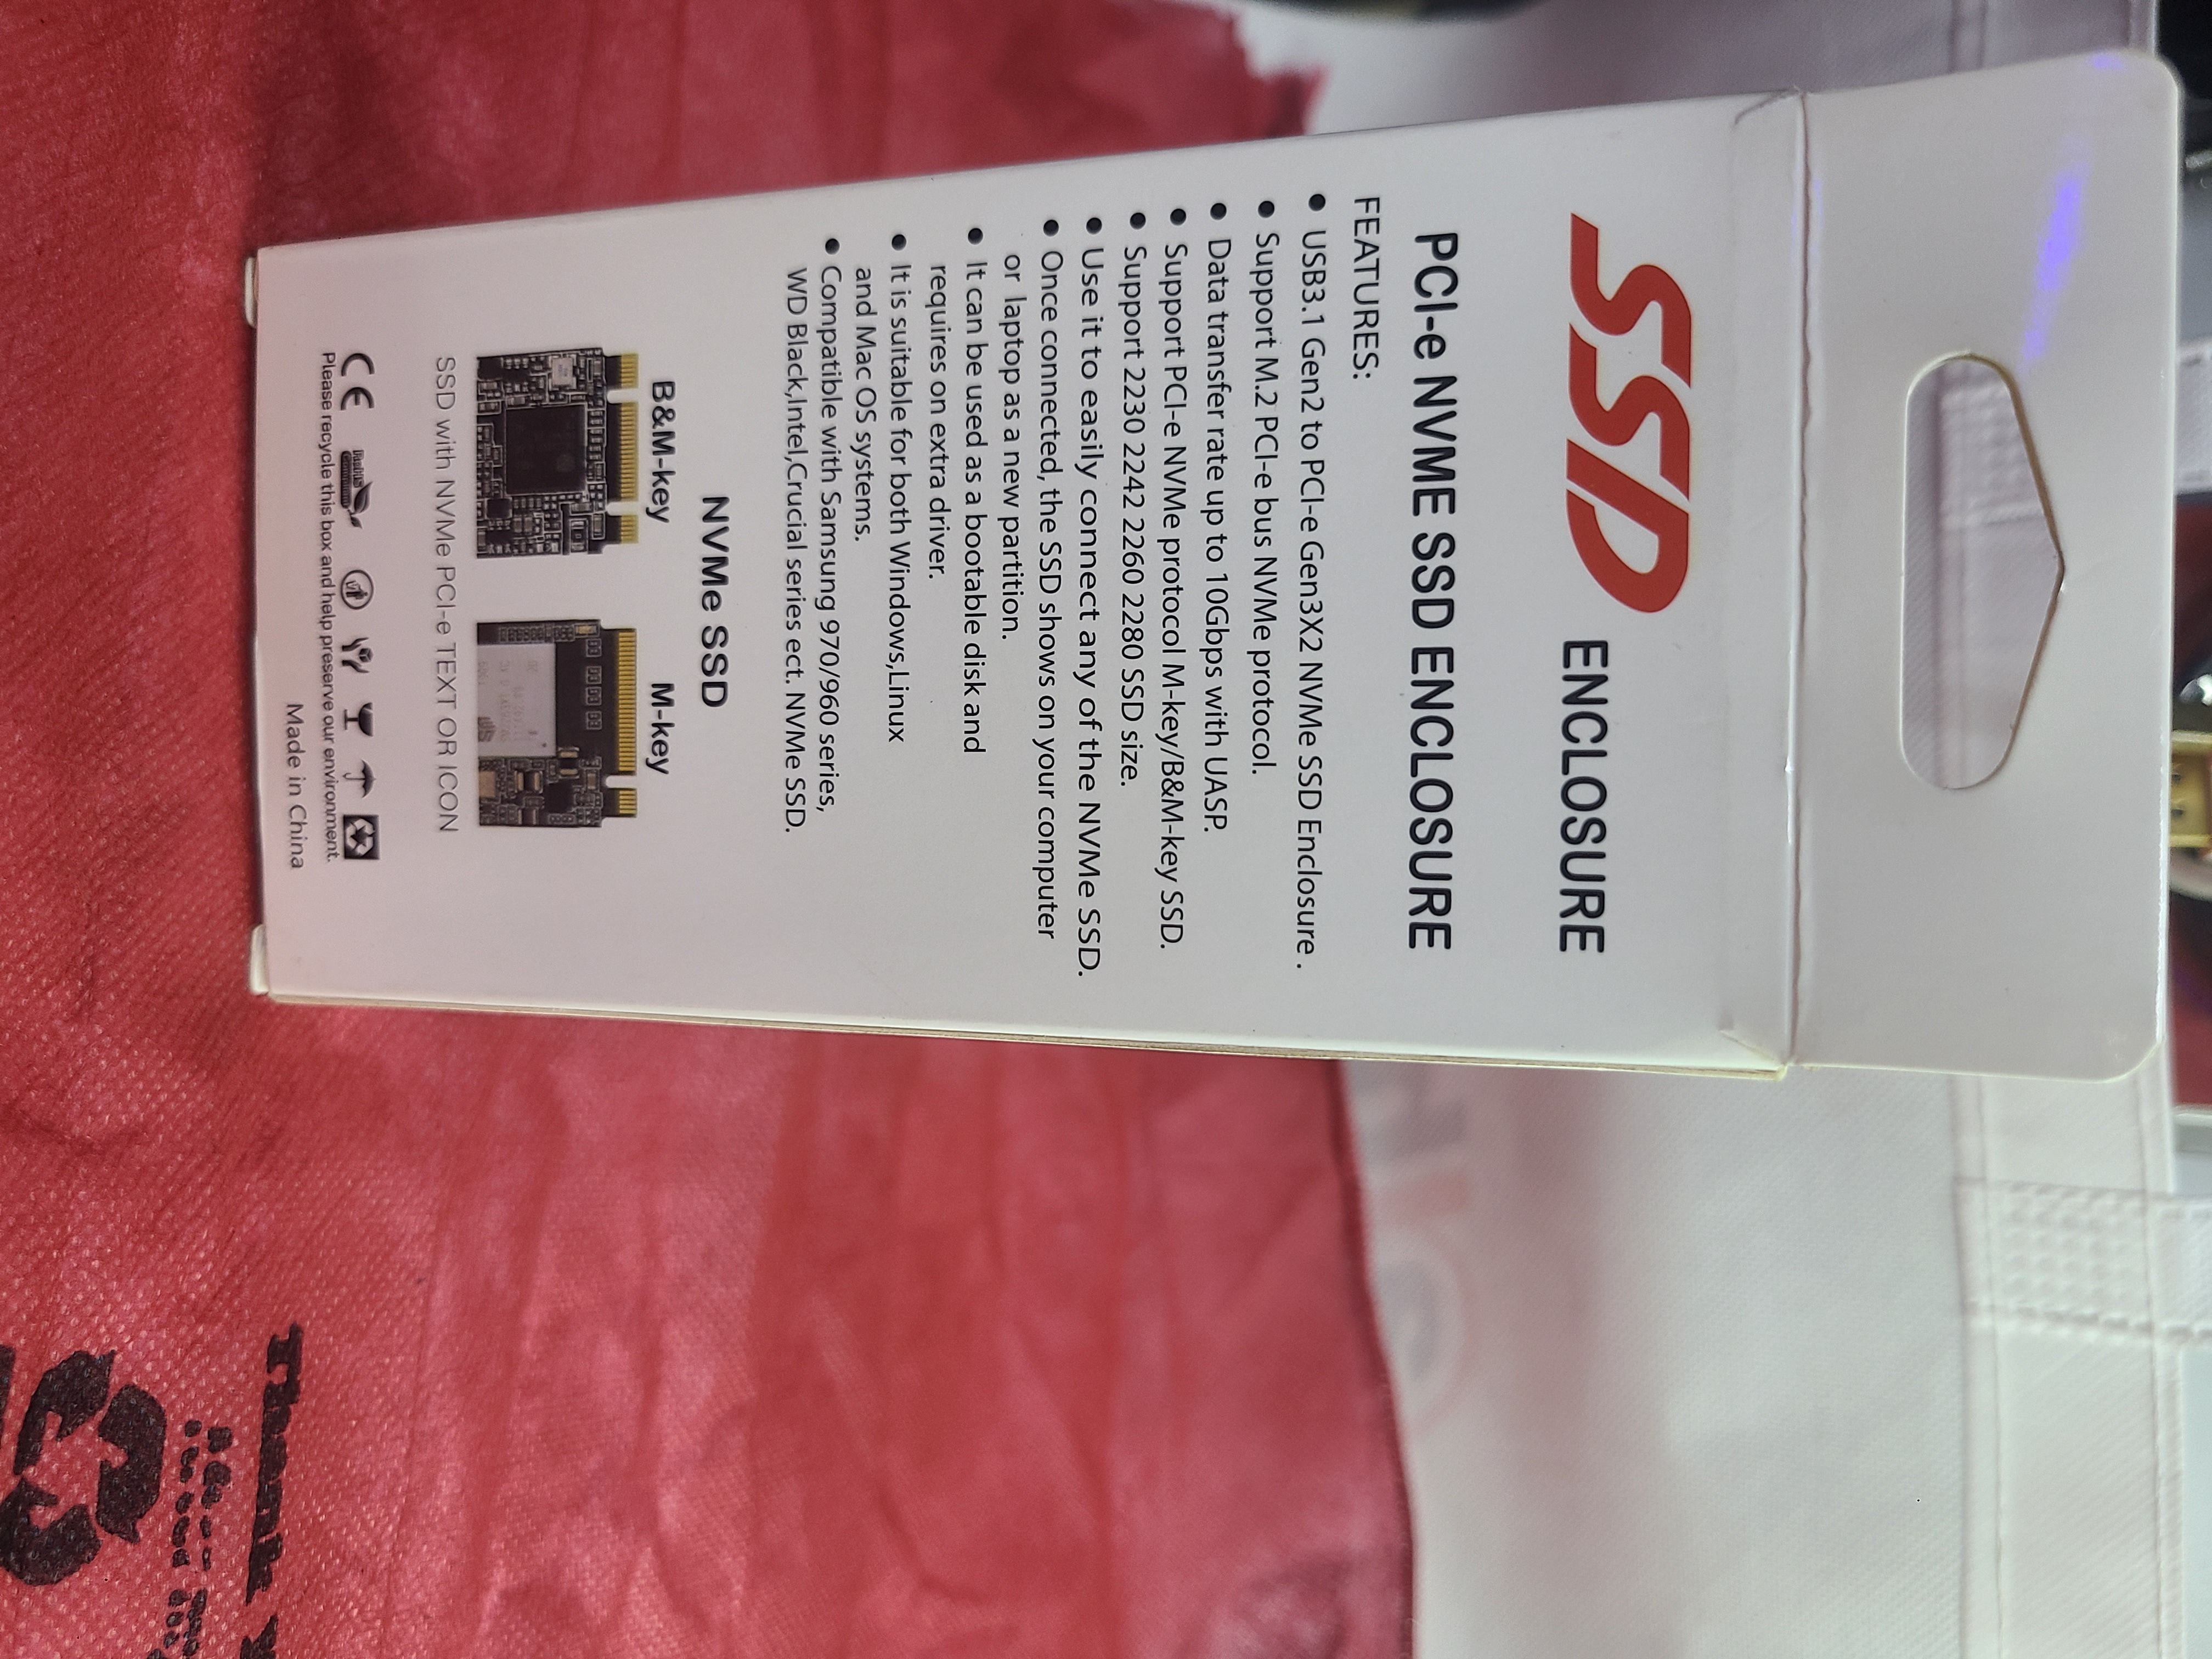 SSD ENCLOSURE
PCI-e NVME SSD ENCLOSURE
FEATURES:
● USB3.1 Gen2 to PCI-e Gen3X2 NVMe SSD Enclosure .
● Support M.2 PCI-e bus NVMe protocol.
● Data transfer rate up to 10Gbps with UASP.
● Support PCI-e NVMe protocol M-key/B&M-key SSD.
● Support 2230 2242 2260 2280 SSD size.
● Use it to easily connect any of the NVMe SSD.
● Once connected, the SSD shows on your computer
or laptop as a new partition.
● It can be used as a bootable disk and
requires on extra driver.
● It is suitable for both Windows,Linux
and Mac OS systems.
● Compatible with Samsung 970/960 series,
WD Black,Intel,Crucial series ect. NVMe SSD.
NVMe SSD
B&M-key M-key
SSD with NVMe PCI-e TEXT OR ICON
CE RoHS
Please recycle this box and help preserve our environment.
Made in China
Thank